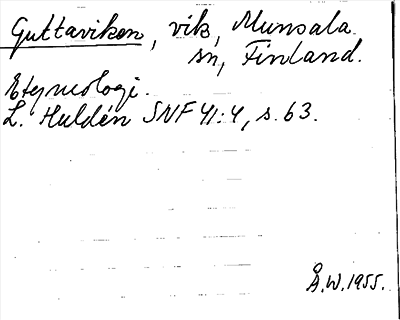 Guttaviken, vik, Munsala
sn, Finland.
Etymologi.
L. Huldén SNF 41:4, s. 63.
Å.W. 1955.